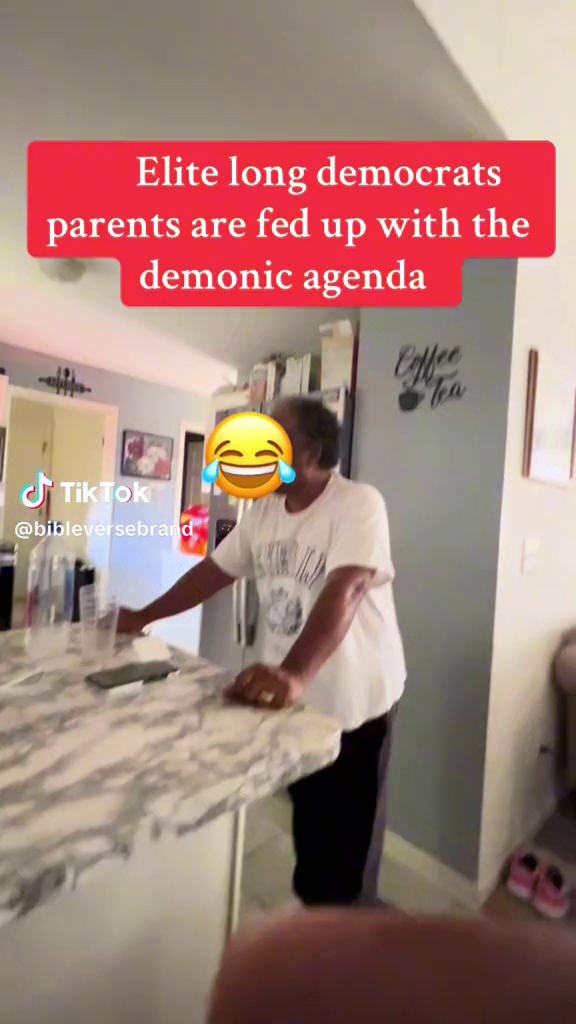 Elite long democrats
parents are fed up with the
demonic agenda
Coffee
Tea
TikTok
@bibleversebrand